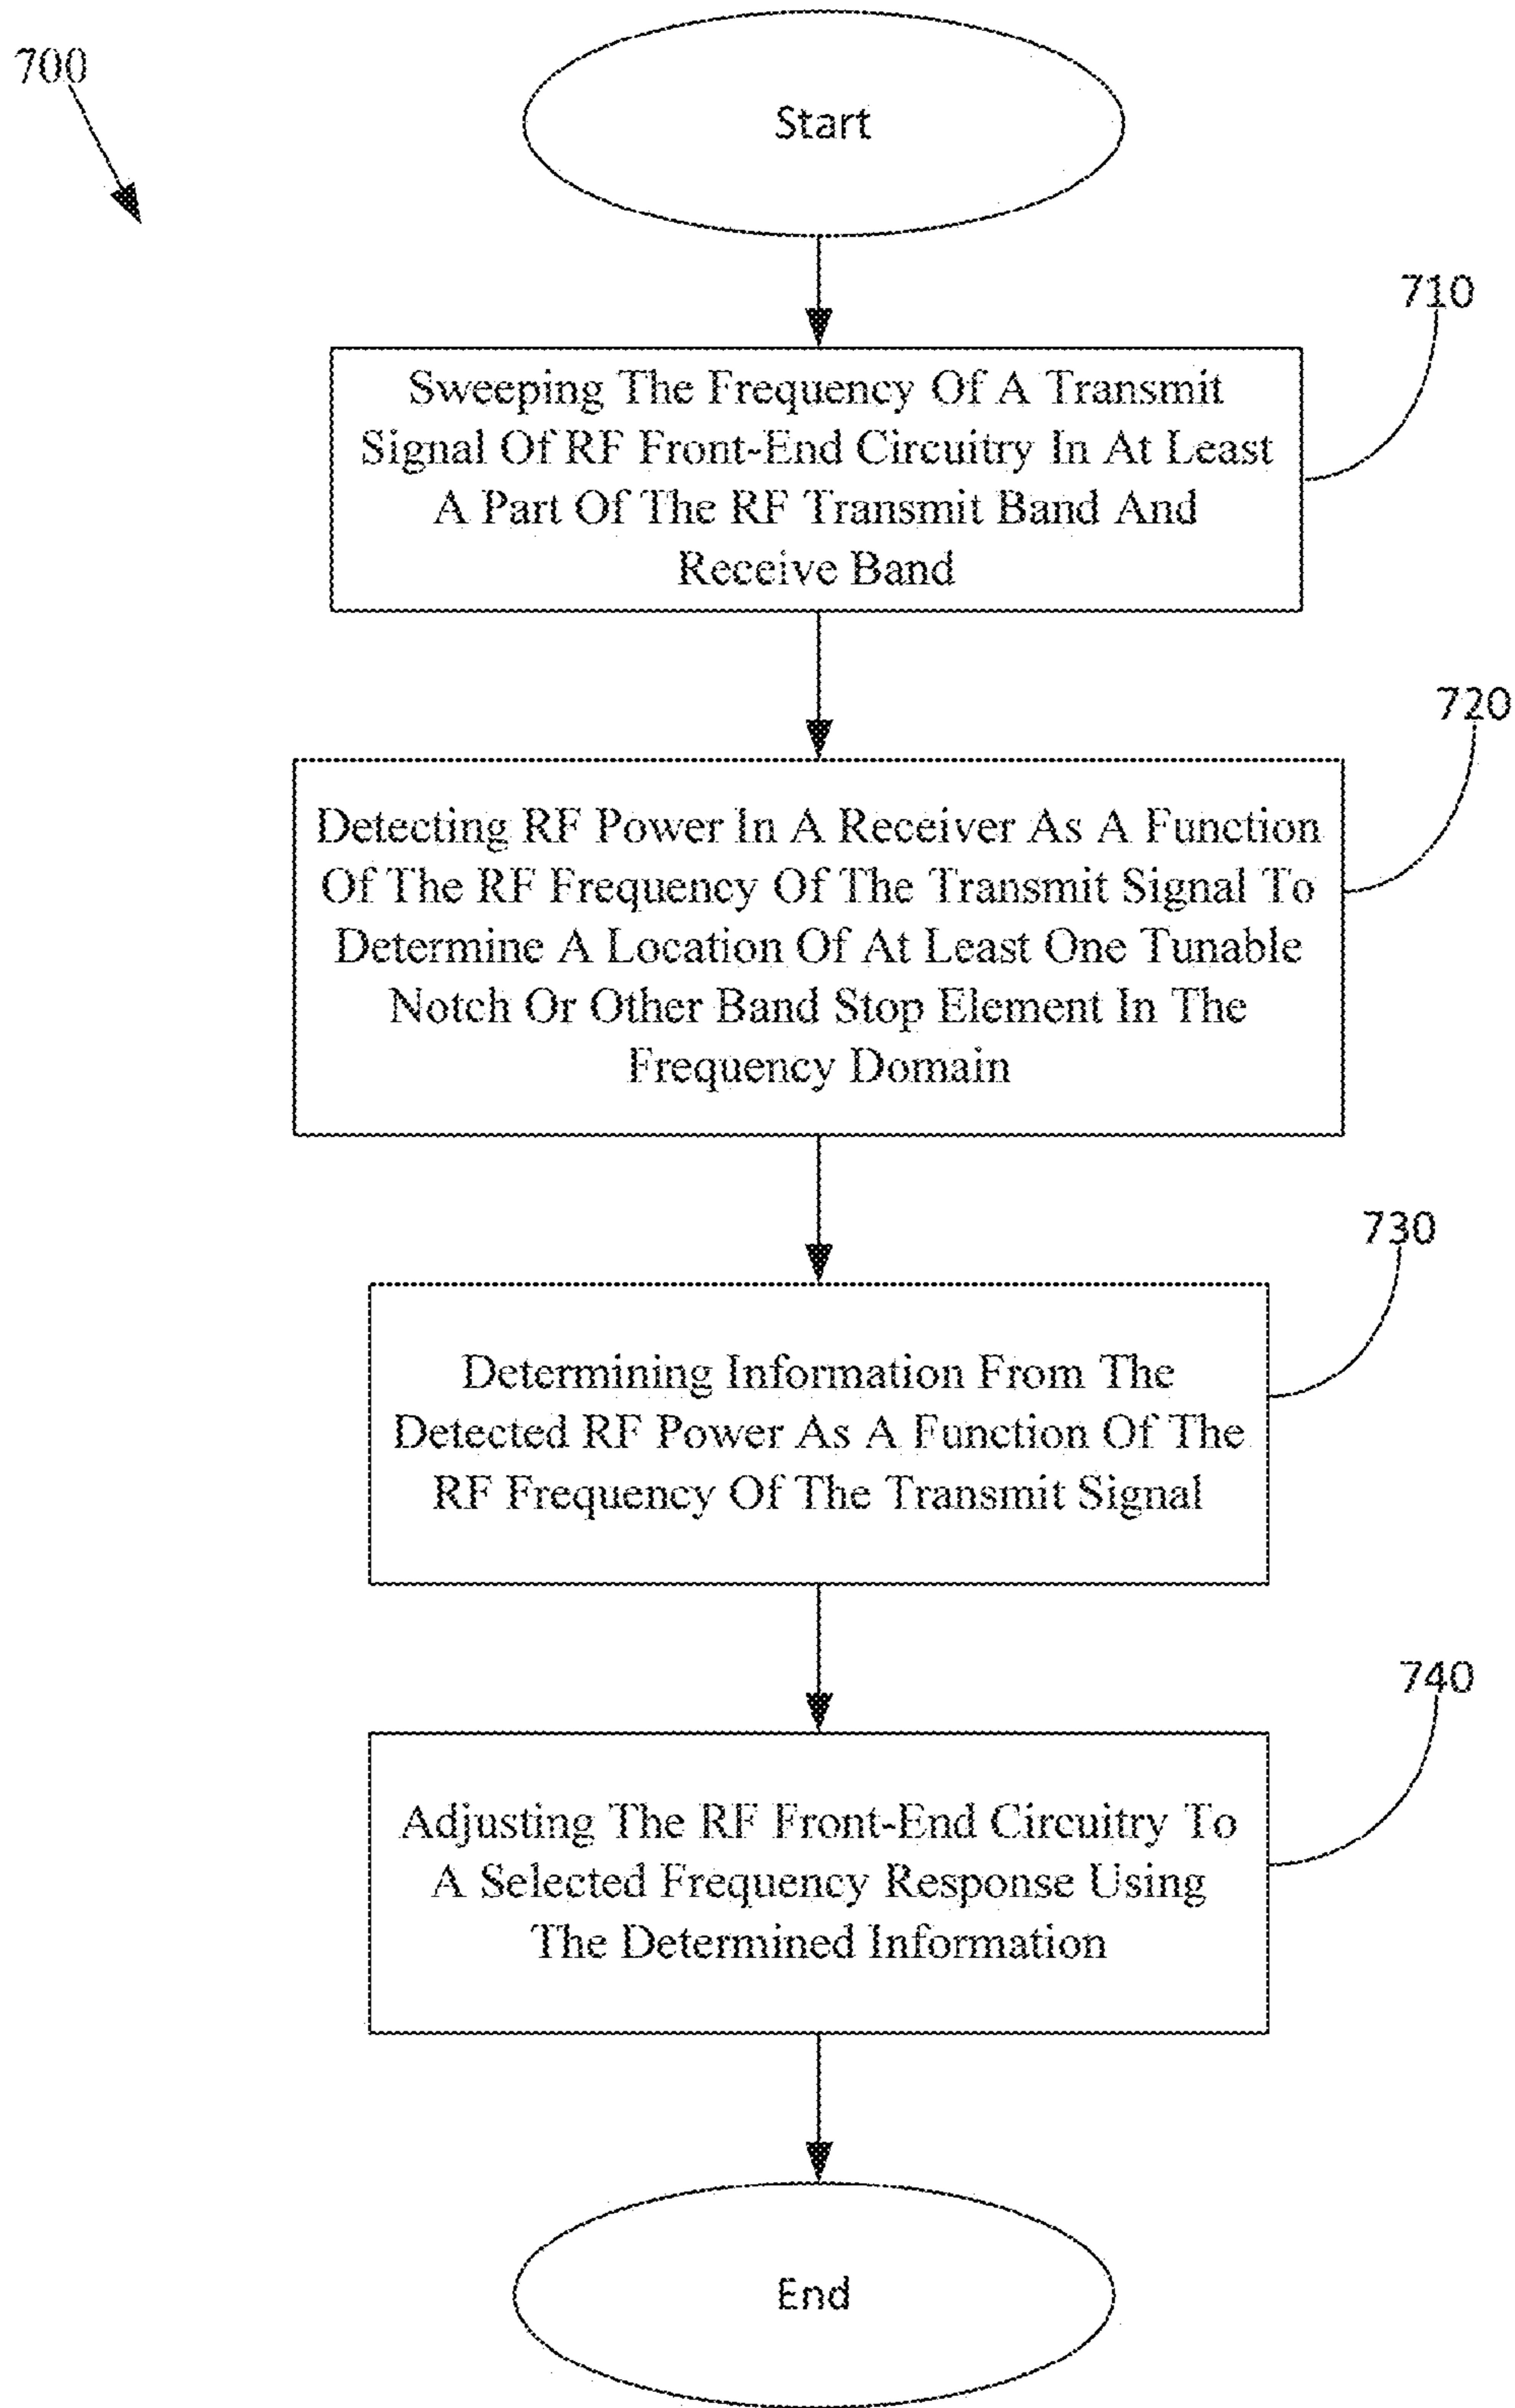 700
Start
710
Sweeping The Frequency Of A Transmit
Signal Of RF Front-End Circuitry In At Least
A Part Of The RF Transmit Band And
Receive Band
720
Detecting RF Power In A Receiver As A Function
Of The RF Frequency Of The Transmit Signal To
Determine A Location Of At Least One Tunable
Notch Or Other Band Stop Element In The
Frequency Domain
730
Determining Information From The
Detected RF Power As A Function Of The
RF Frequency Of The Transmit Signal
740
Adjusting The RF Front-End Circuitry To
A Selected Frequency Response Using
The Determined Information
End